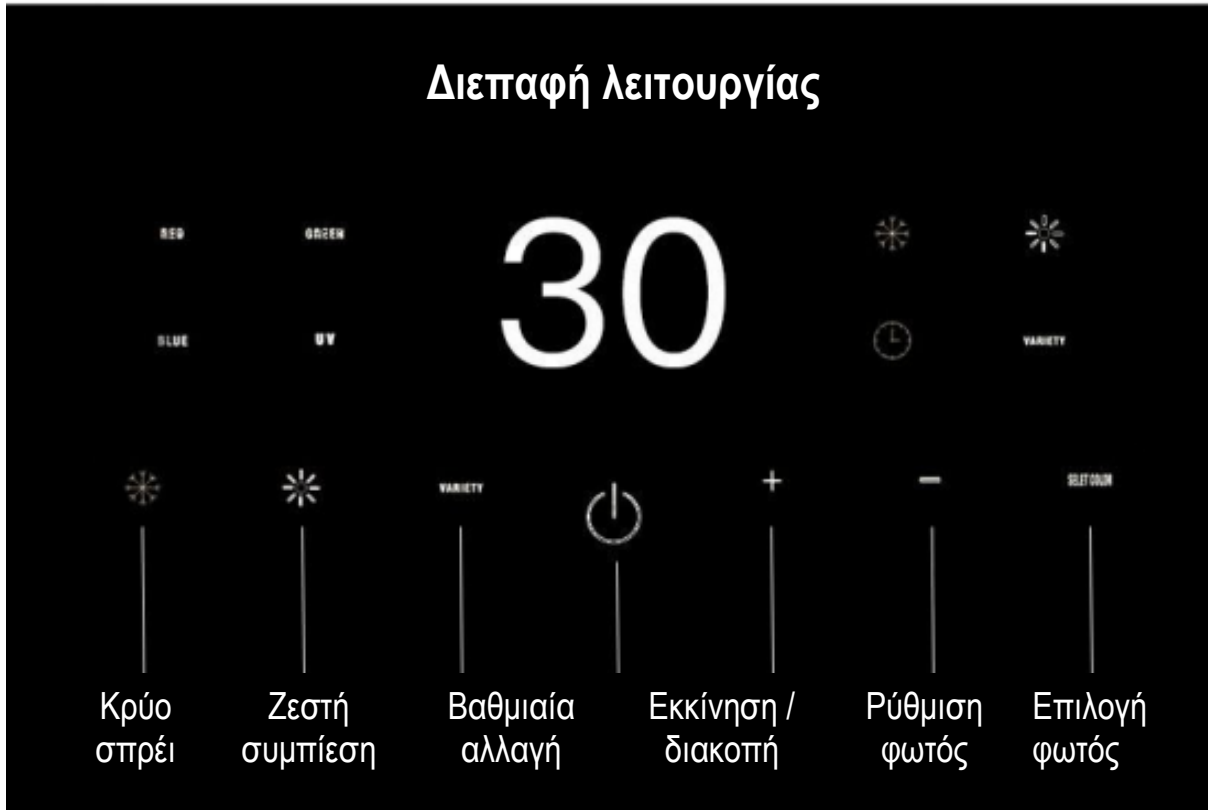 Διεπαφή λειτουργίας
RED GREEN
30
BLUE UV
VARIETY
VARIETY + - SELET COLOR
Κρύο σπρέι
Ζεστή συμπίεση
Βαθμιαία αλλαγή
Εκκίνηση / διακοπή
Ρύθμιση φωτός
Επιλογή φωτός